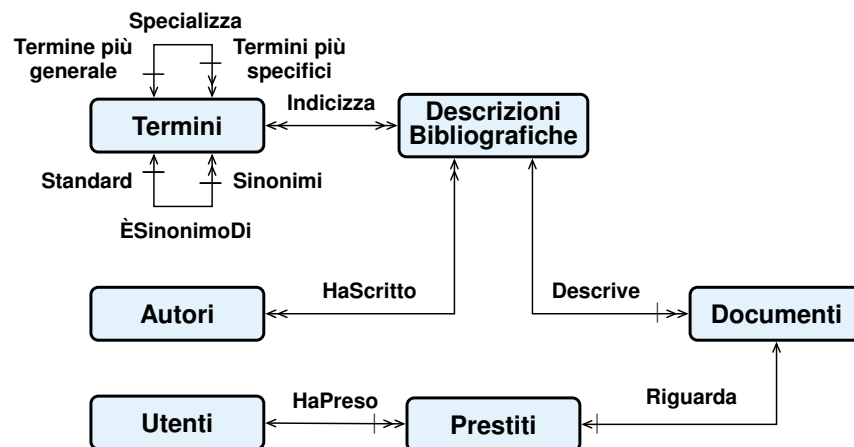 Specializza
Termine più
generale
Termini più
specifici
Termini
Indicizza
Descrizioni
Bibliografiche
Standard
Sinonimi
ÈSinonimoDi
Autori
HaScritto
Descrive
Documenti
Utenti
HaPreso
Prestiti
Riguarda